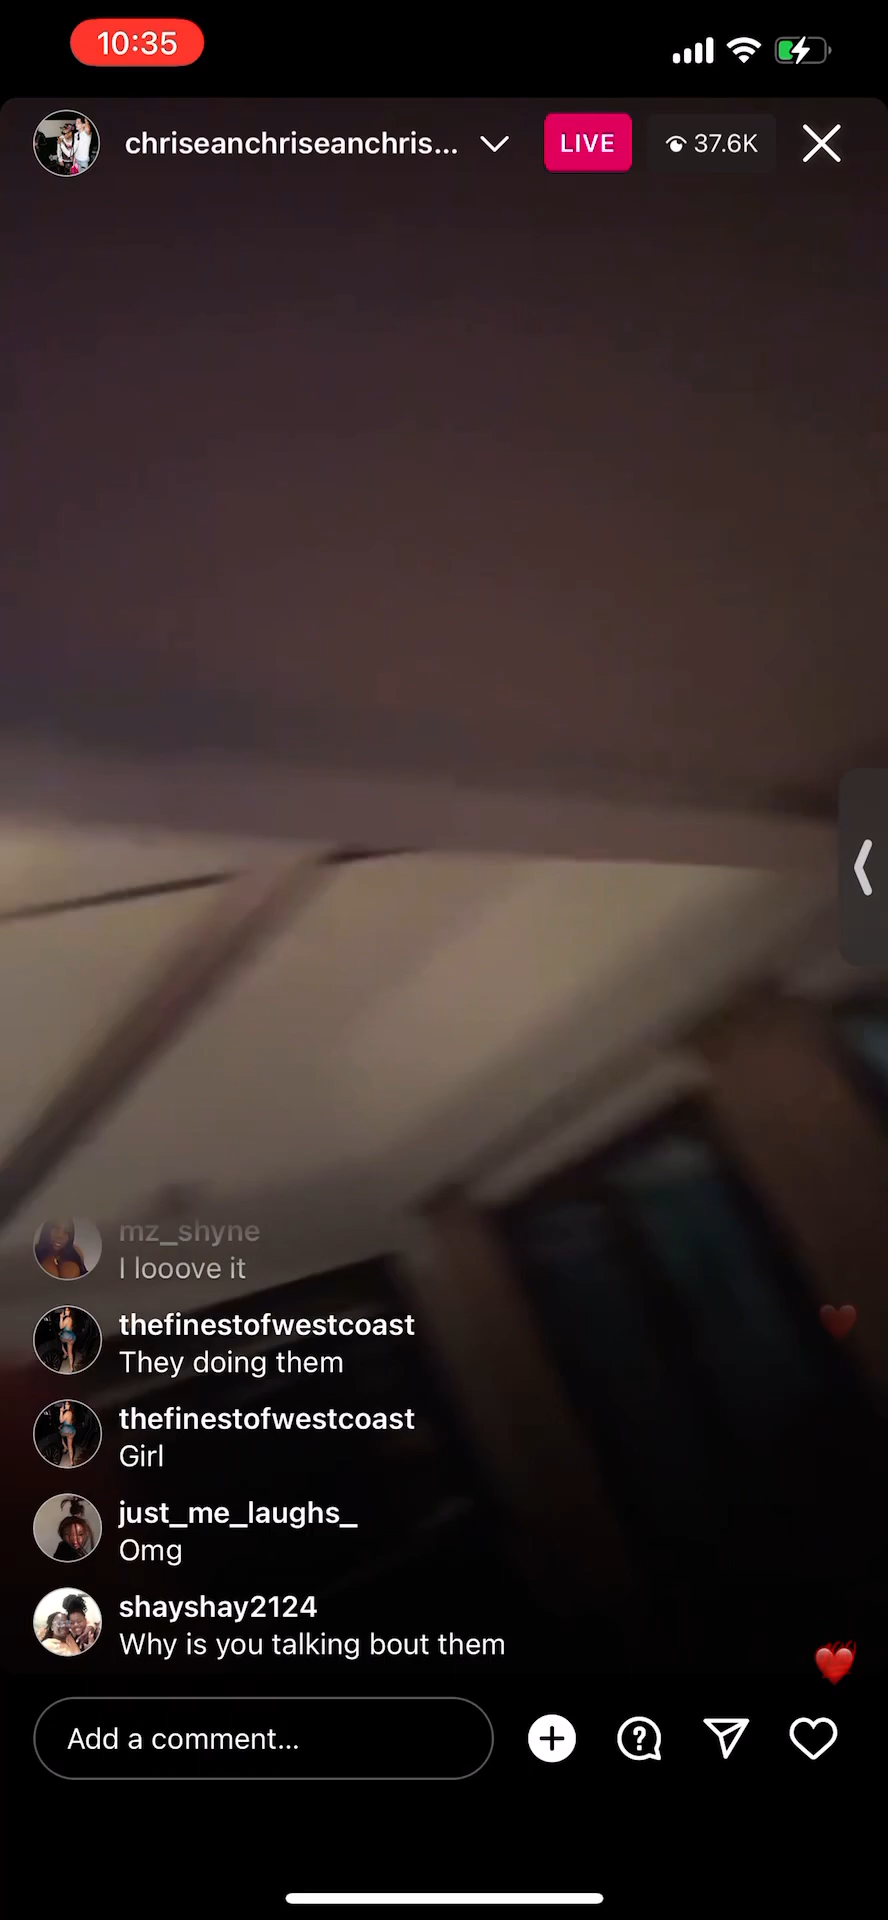 10:35
chriseanchriseanchris...
LIVE
37.6K
mz_shyne
I looove it
thefinestofwestcoast
They doing them
thefinestofwestcoast
Girl
just_me_laughs_
Omg
shayshay2124
Why is you talking bout them
Add a comment...